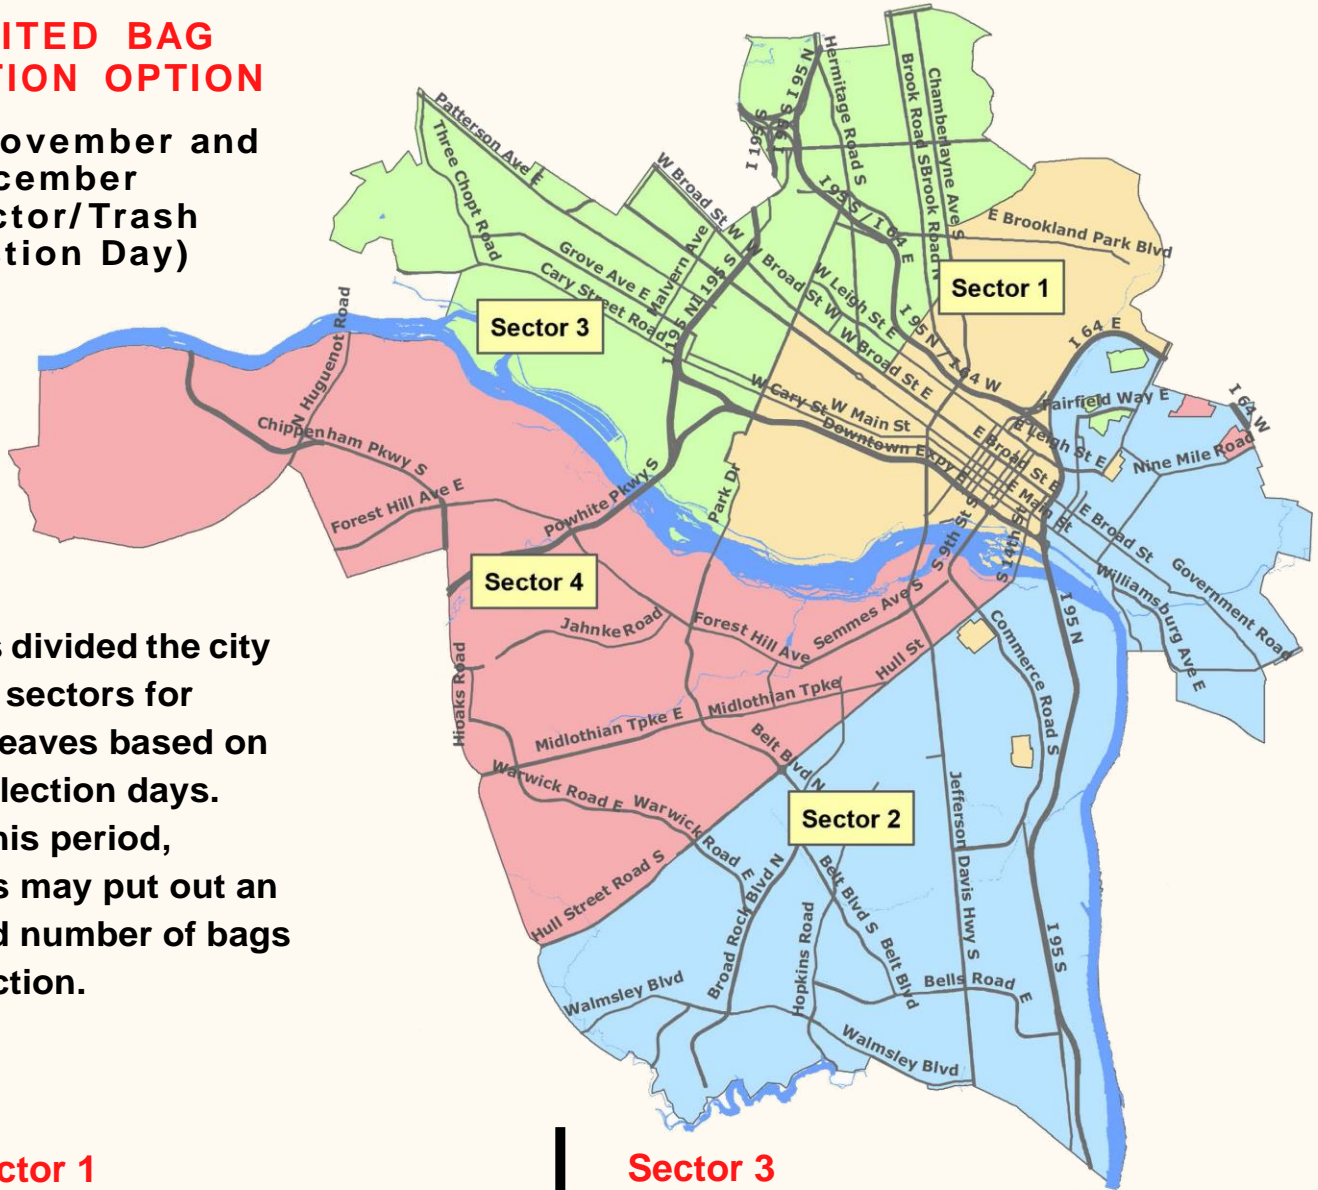 ITED BAG
TION OPTION
ovember and
cember
ctor/Trash
ction Day)
s divided the city
sectors for
eaves based on
llection days.
his period,
s may put out an
d number of bags
ction.
Patterson Ave E
Three Chopt Road
W Broad St W
Grove Ave E
Cary Street Road
Malvern Ave
I 195 N
I 195 S
I 195 S
I 95 S
I 95 N
Hermitage Road S
Brook Road S
Brook Road N
Chamberlayne Ave S
I 95 S / I 64 E
E Brookland Park Blvd
Sector 1
W Broad St W
W Leigh St E
W Broad St E
I 95 N / I 64 W
I 64 E
Fairfield Way E
I 64 W
Nine Mile Road
Sector 3
N Huguenot Road
Chippenham Pkwy S
Forest Hill Ave E
Powhite Pkwy S
Park Dr
W Cary St
W Main St
Downtown Expy E
E Leigh St E
E Broad St E
E Main St
E Broad St
Government Road
Williamsburg Ave E
S 9th St S
S 14th St
Sector 4
Jahnke Road
Forest Hill Ave
Semmes Ave S
Hull St
Hioaks Road
Midlothian Tpke E
Midlothian Tpke
Commerce Road S
I 95 N
Belt Blvd N
Warwick Road E
Warwick Road E
Sector 2
Jefferson Davis Hwy S
Hull Street Road S
Broad Rock Blvd N
Belt Blvd S
Belt Blvd
Hopkins Road
Bells Road E
I 95 S
Walmsley Blvd
Walmsley Blvd
ctor 1
Sector 3